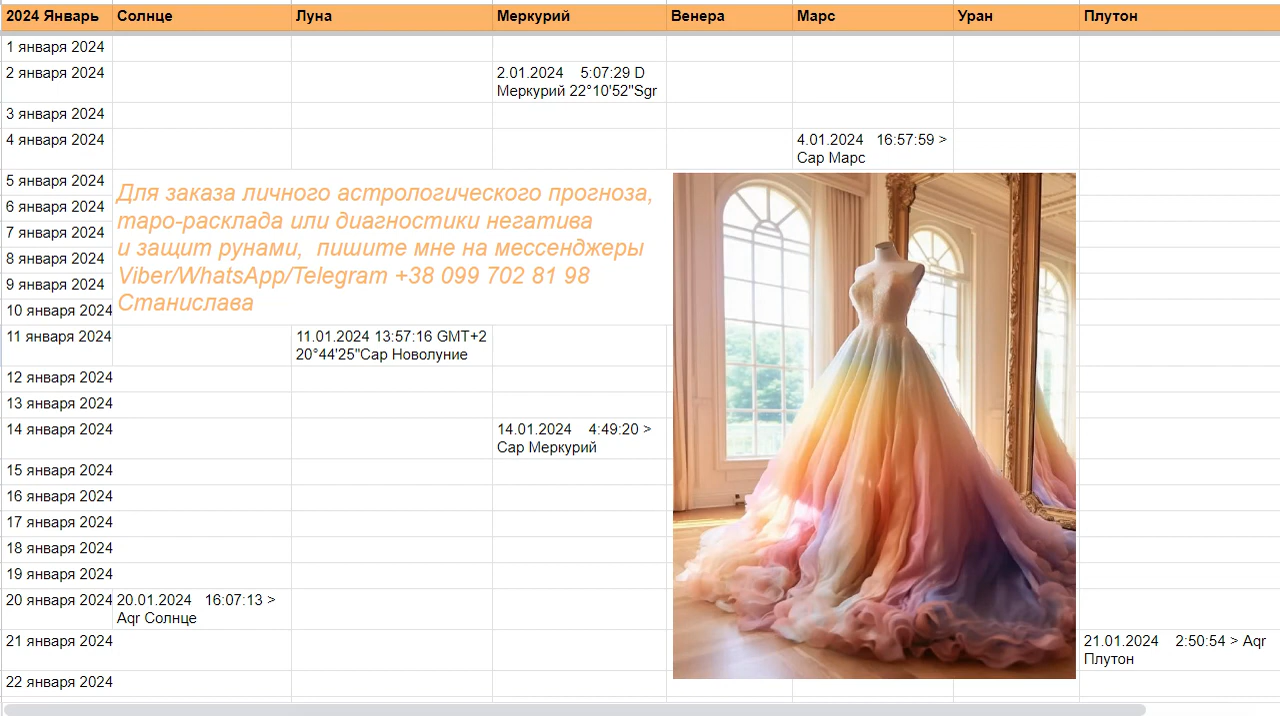 2024 Январь Солнце Луна Меркурий Венера Марс Уран Плутон
1 января 2024
2 января 2024 2.01.2024 5:07:29 D
Меркурий 22°10'52"Sgr
3 января 2024
4 января 2024 4.01.2024 16:57:59 >
Cap Марс
5 января 2024
6 января 2024
7 января 2024
8 января 2024
9 января 2024
10 января 2024
Для заказа личного астрологического прогноза,
таро-расклада или диагностики негатива
и защит рунами, пишите мне на мессенджеры
Viber/WhatsApp/Telegram +38 099 702 81 98
Станислава
11 января 2024 11.01.2024 13:57:16 GMT+2
20°44'25"Cap Новолуние
12 января 2024
13 января 2024
14 января 2024 14.01.2024 4:49:20 >
Cap Меркурий
15 января 2024
16 января 2024
17 января 2024
18 января 2024
19 января 2024
20 января 2024 20.01.2024 16:07:13 >
Aqr Солнце
21 января 2024 21.01.2024 2:50:54 > Aqr
Плутон
22 января 2024